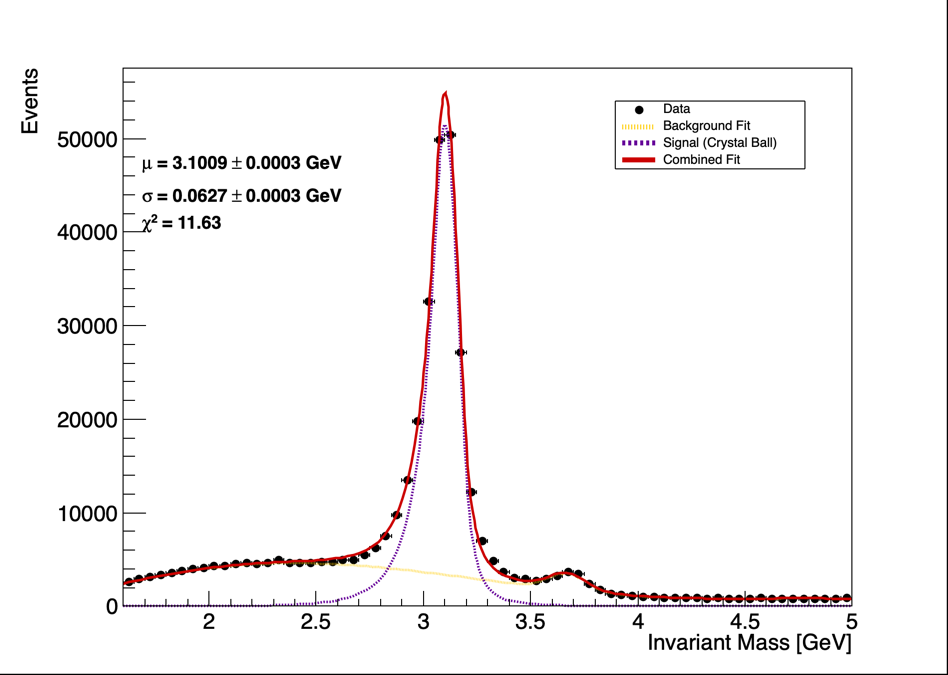 Events
50000
40000
30000
20000
10000
0
μ = 3.1009 ± 0.0003 GeV
σ = 0.0627 ± 0.0003 GeV
χ² = 11.63
Data
Background Fit
Signal (Crystal Ball)
Combined Fit
2 2.5 3 3.5 4 4.5 5
Invariant Mass [GeV]